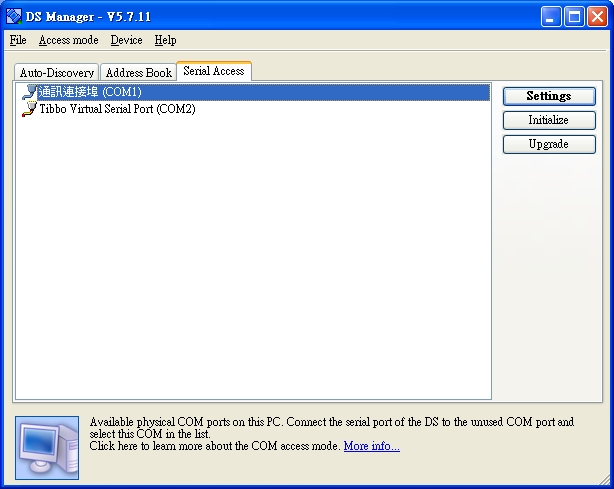 DS Manager - V5.7.11
File Access mode Device Help
Auto-Discovery Address Book Serial Access
通訊連接埠 (COM1)
Tibbo Virtual Serial Port (COM2)
Settings
Initialize
Upgrade
Available physical COM ports on this PC. Connect the serial port of the DS to the unused COM port and
select this COM in the list.
Click here to learn more about the COM access mode. More info...